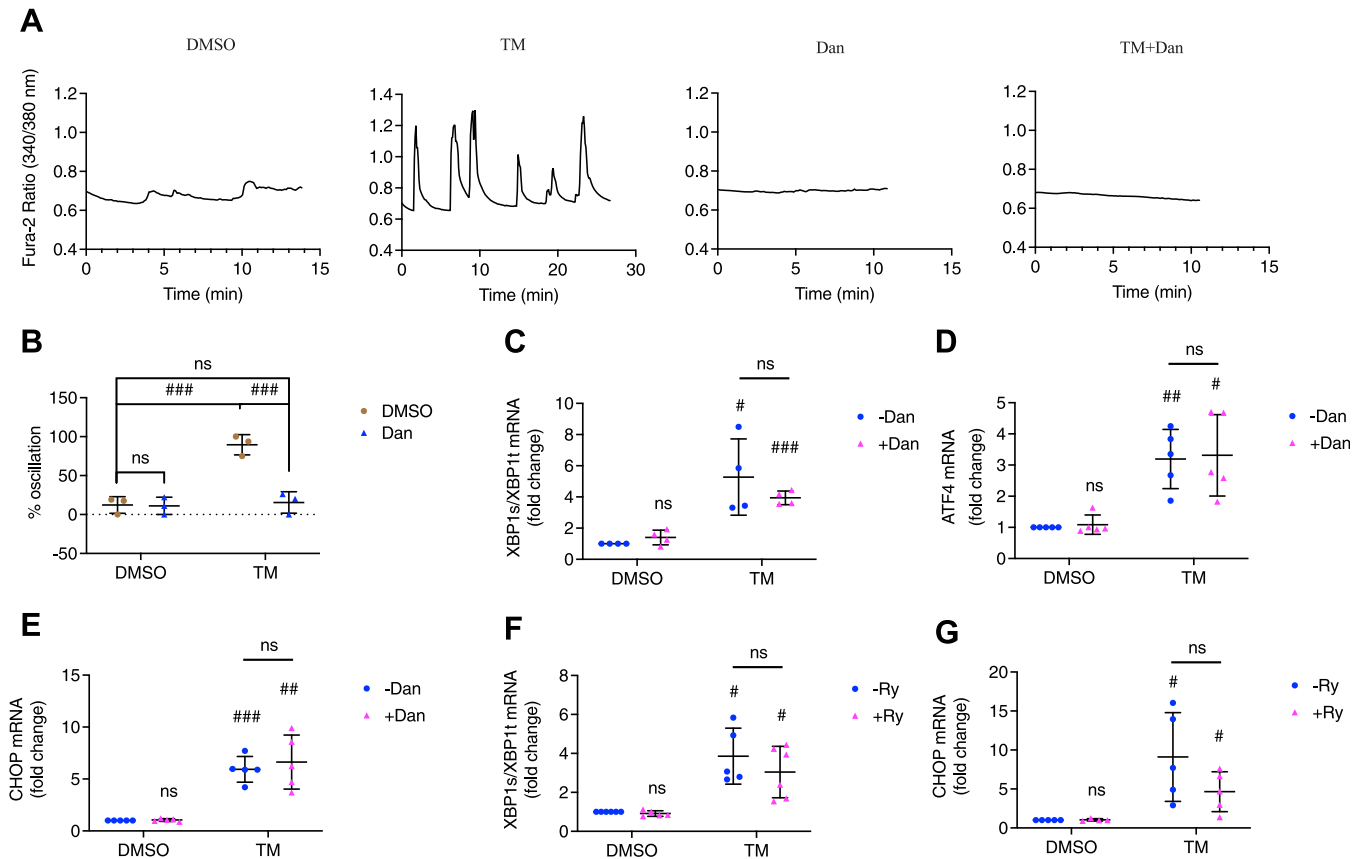 A
DMSO
TM
Dan
TM+Dan
Fura-2 Ratio (340/380 nm)
1.2
1.0
0.8
0.6
0.4
0
5
10
15
Time (min)
1.4
1.2
1.0
0.8
0.6
0.4
0
10
20
30
Time (min)
1.2
1.0
0.8
0.6
0.4
0
5
10
15
Time (min)
1.2
1.0
0.8
0.6
0.4
0
5
10
15
Time (min)
B
ns
###
###
ns
% oscillation
150
100
50
0
-50
DMSO
TM
DMSO
Dan
C
ns
#
###
ns
XBP1s/XBP1t mRNA
(fold change)
10
8
6
4
2
0
DMSO
TM
-Dan
+Dan
D
ns
##
#
ns
ATF4 mRNA
(fold change)
5
4
3
2
1
0
DMSO
TM
-Dan
+Dan
E
ns
###
##
ns
CHOP mRNA
(fold change)
15
10
5
0
DMSO
TM
-Dan
+Dan
F
ns
#
#
ns
XBP1s/XBP1t mRNA
(fold change)
8
6
4
2
0
DMSO
TM
-Ry
+Ry
G
ns
#
#
ns
CHOP mRNA
(fold change)
20
15
10
5
0
DMSO
TM
-Ry
+Ry